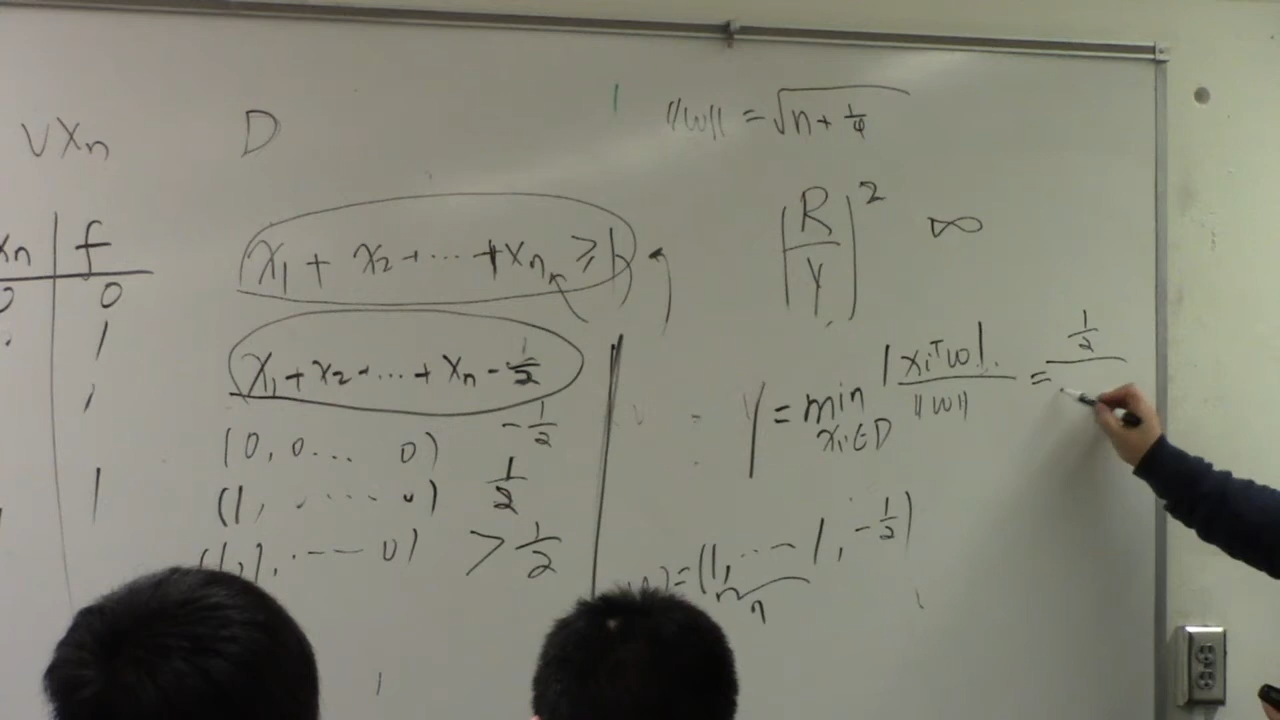 ∨Xn D
‖w‖ = √(n + 1/4)
xn | f
0 | 0
1
1
1
x1 + x2 + ... + xn ≥ 1
x1 + x2 + ... + xn - 1/2
(0, 0 ... 0) -1/2
(1, ... 0) 1/2
(1, 1, --- 0) > 1/2
(R/γ)² ∞
γ = min xi∈D |xiᵀw| / ‖w‖ = 1/2
w = (1, ... 1, -1/2)
n